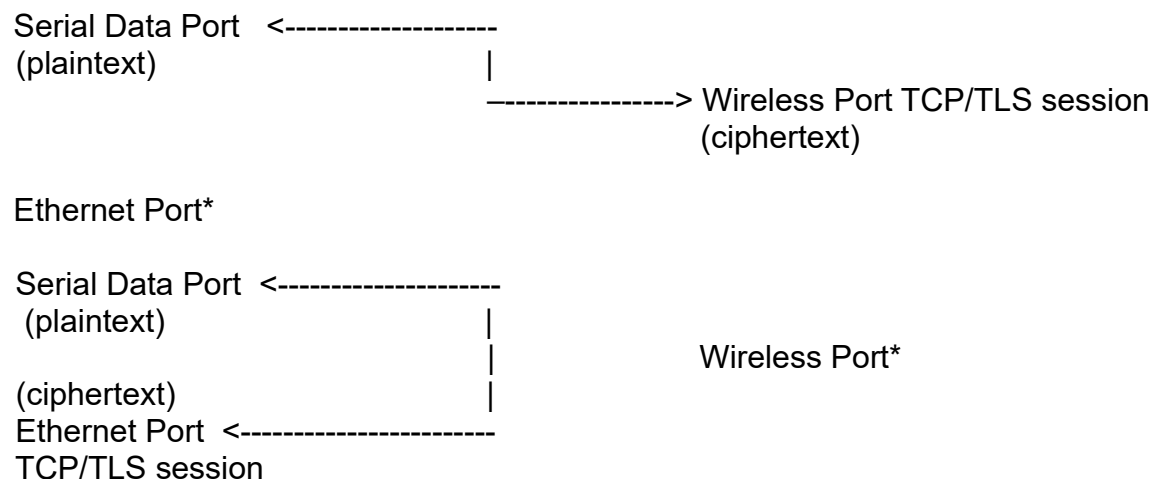 Serial Data Port <--------------------
(plaintext) |
–----------------> Wireless Port TCP/TLS session
(ciphertext)
Ethernet Port*
Serial Data Port <---------------------
(plaintext) |
| Wireless Port*
(ciphertext) |
Ethernet Port <------------------------
TCP/TLS session